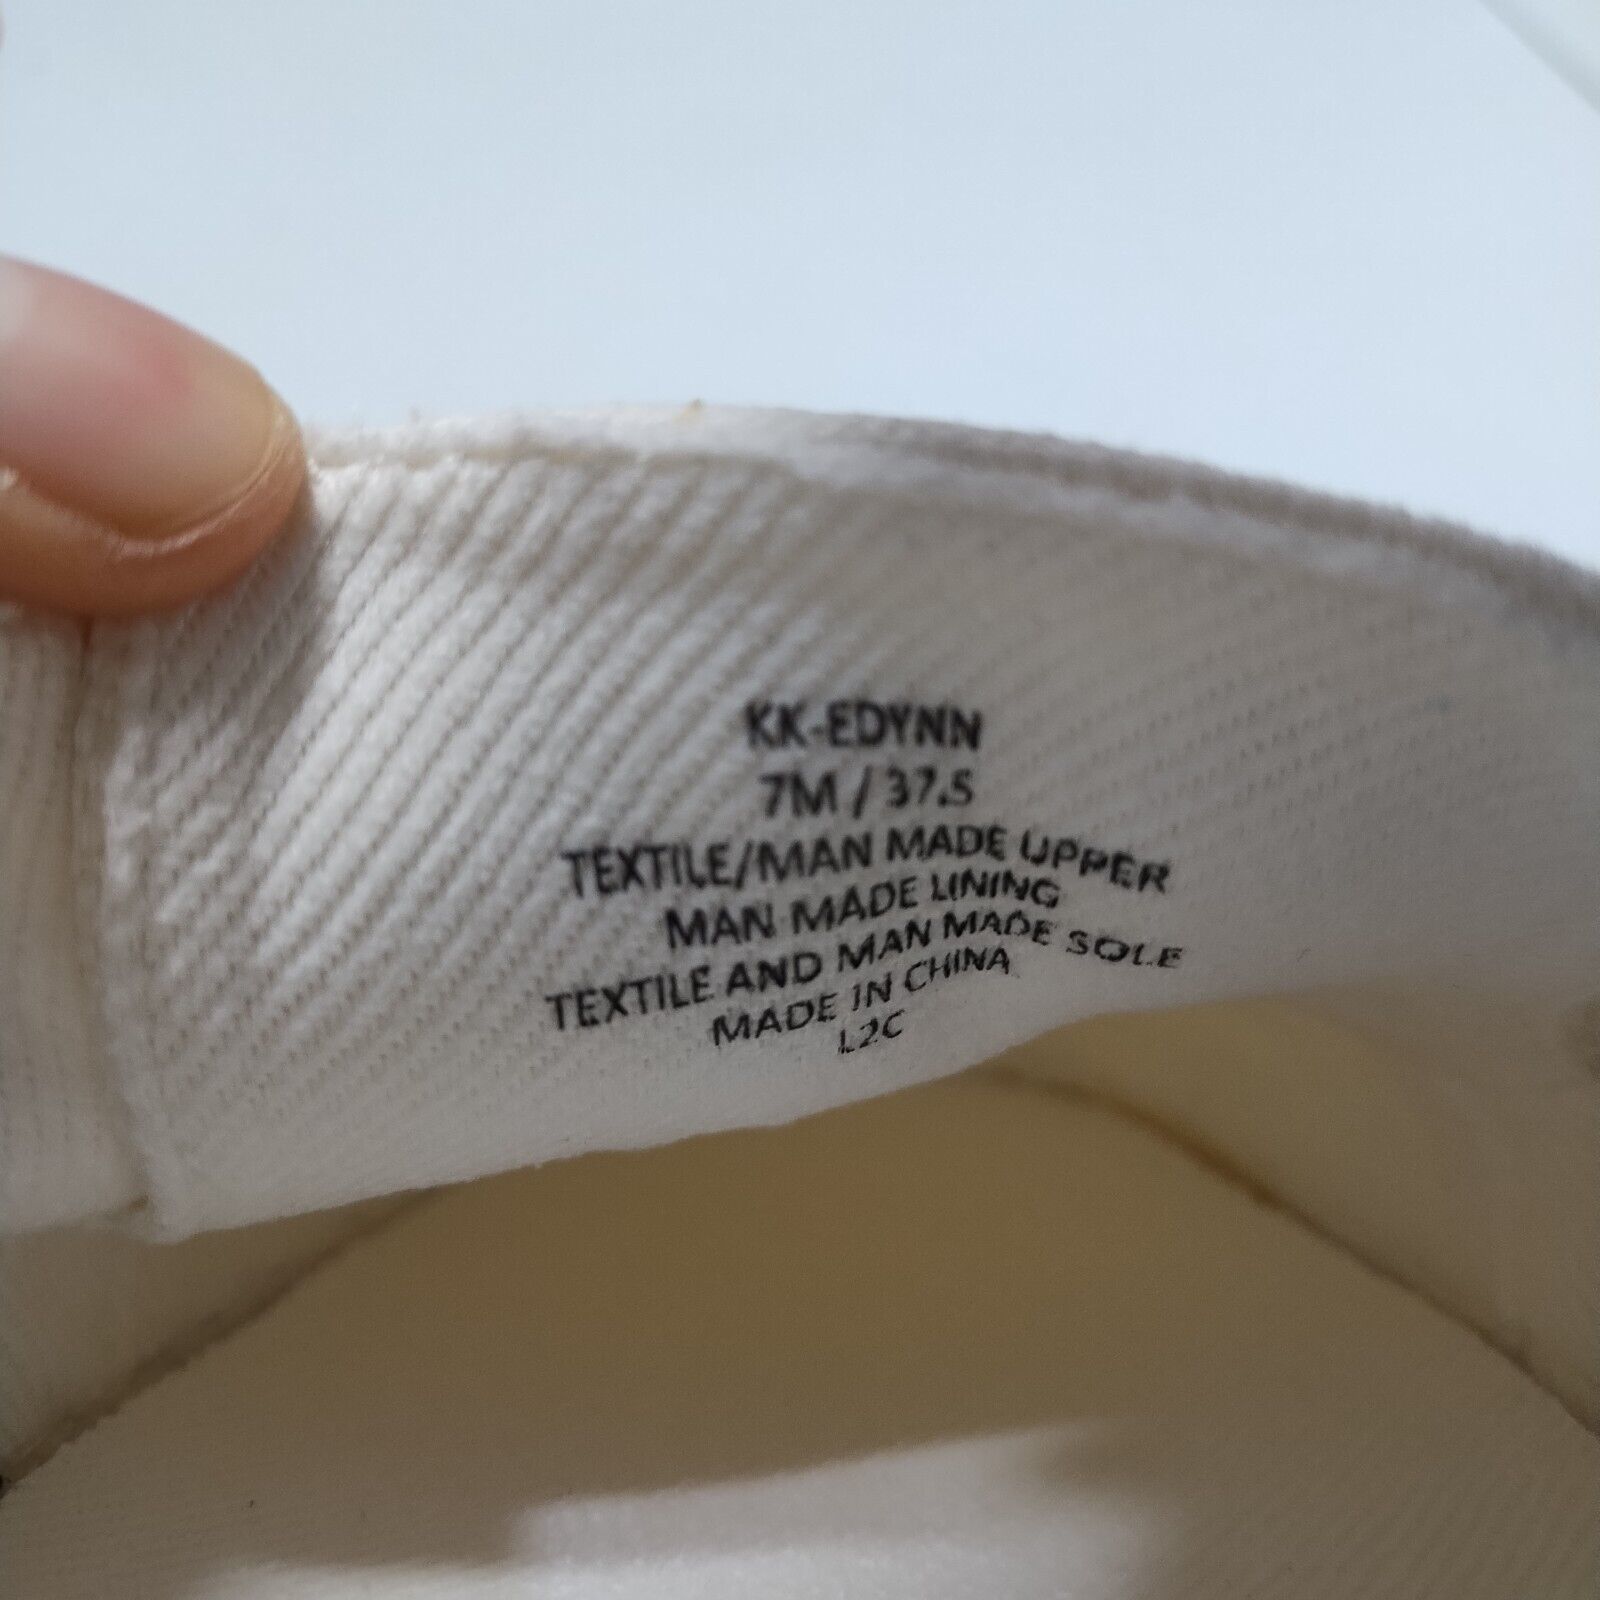 KK-EDYNN
7M / 37.5
TEXTILE/MAN MADE UPPER
MAN MADE LINING
TEXTILE AND MAN MADE SOLE
MADE IN CHINA
L2C